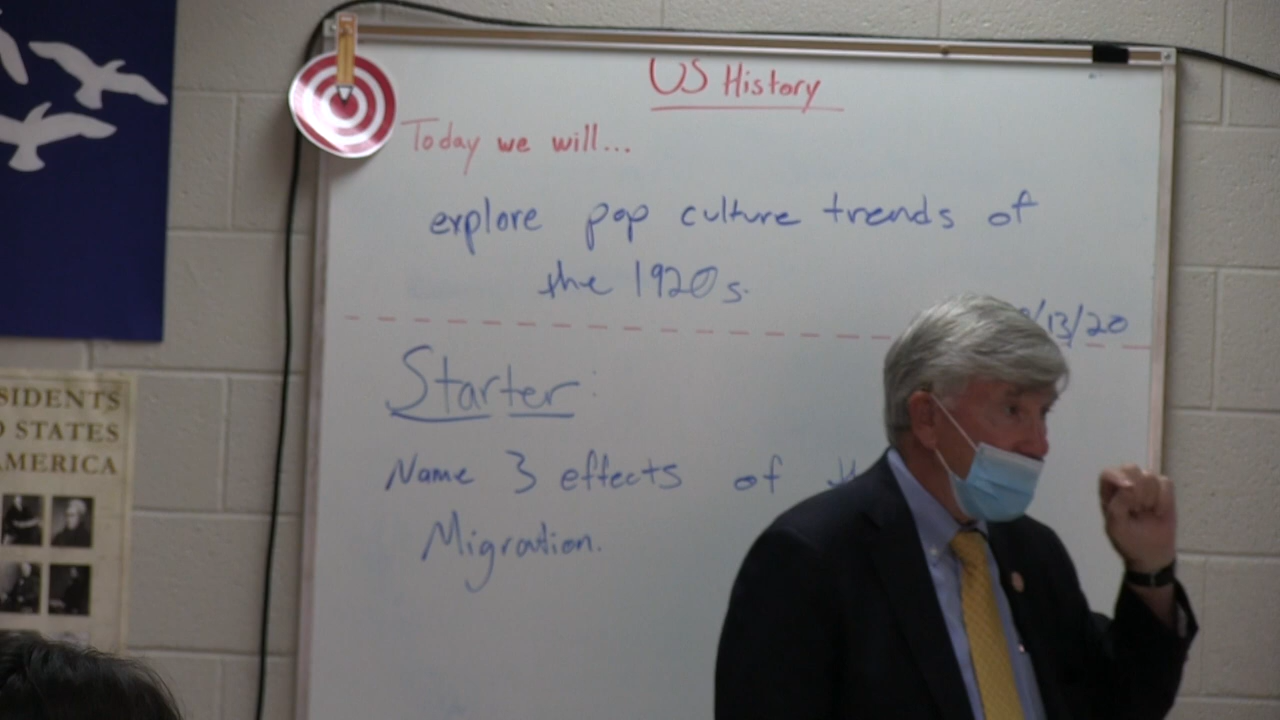 US History
Today we will...
explore pop culture trends of
the 1920s.
/13/20
Starter:
Name 3 effects of
Migration.
SIDENTS
STATES
MERICA